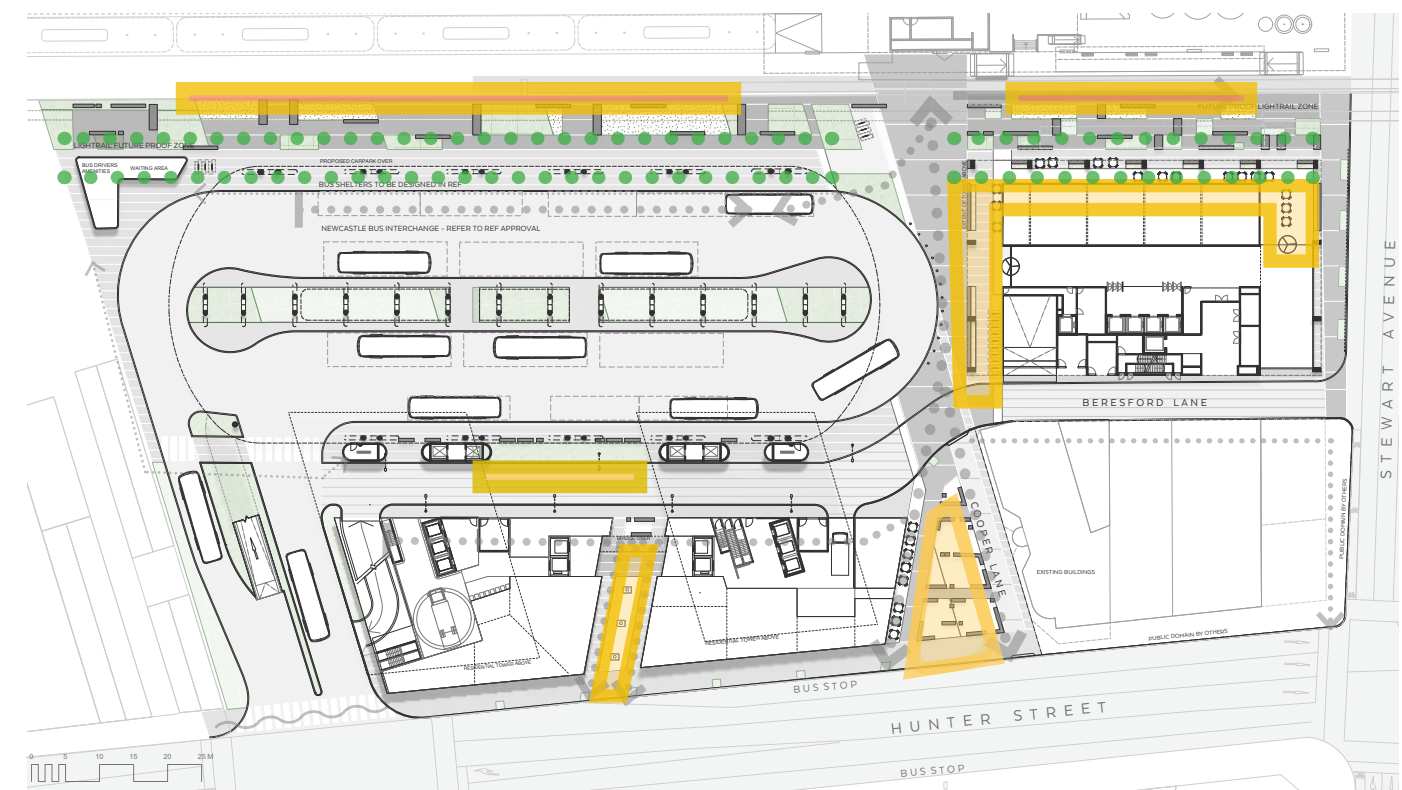 FUTURE PROOF LIGHTRAIL ZONE
LIGHTRAIL FUTURE PROOF ZONE
BUS DRIVERS
AMENITIES
WAITING AREA
PROPOSED CARPARK OVER
BUS SHELTERS TO BE DESIGNED IN REF
NEWCASTLE BUS INTERCHANGE - REFER TO REF APPROVAL
STEWART AVENUE
BERESFORD LANE
COOPER LANE
PUBLIC DOMAIN BY OTHERS
EXISTING BUILDINGS
PUBLIC DOMAIN BY OTHERS
RESIDENTIAL TOWER ABOVE
RESIDENTIAL TOWER ABOVE
BUS STOP
HUNTER STREET
BUS STOP
0 5 10 15 20 25 M